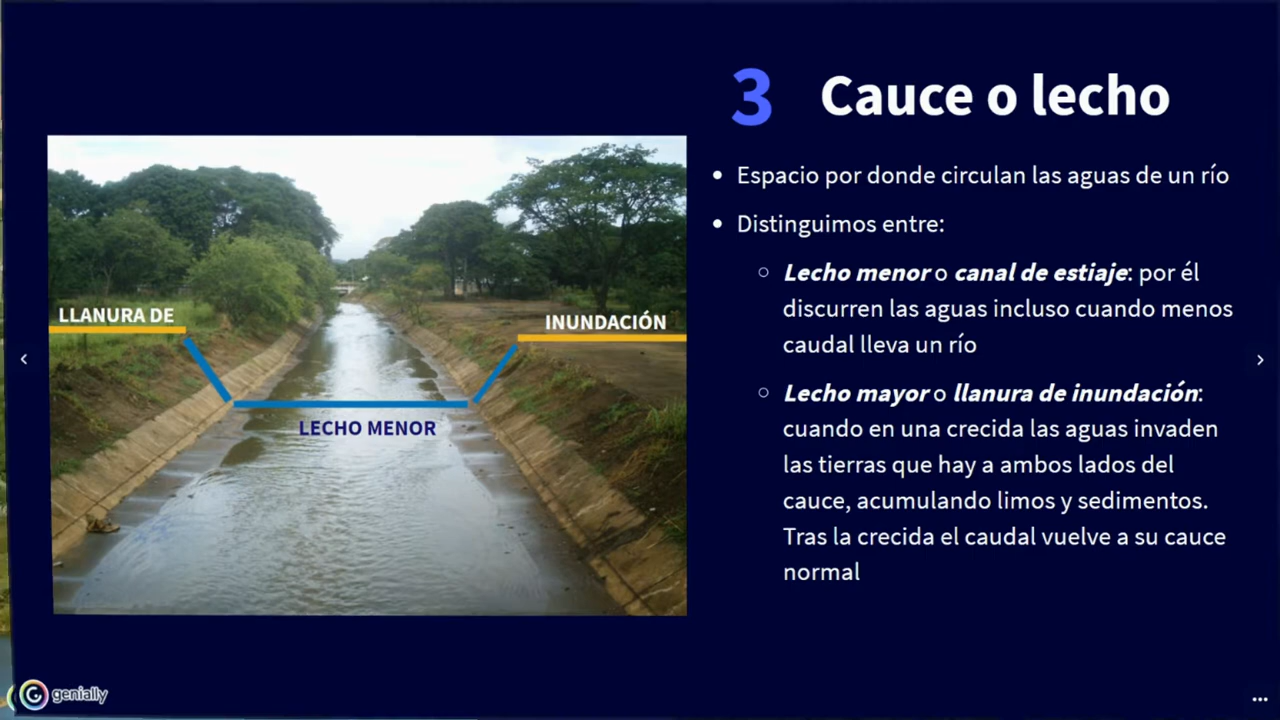 3 Cauce o lecho
Espacio por donde circulan las aguas de un río
Distinguimos entre:
Lecho menor o canal de estiaje: por él
discurren las aguas incluso cuando menos
caudal lleva un río
Lecho mayor o llanura de inundación:
cuando en una crecida las aguas invaden
las tierras que hay a ambos lados del
cauce, acumulando limos y sedimentos.
Tras la crecida el caudal vuelve a su cauce
normal
LLANURA DE
INUNDACIÓN
LECHO MENOR
genially